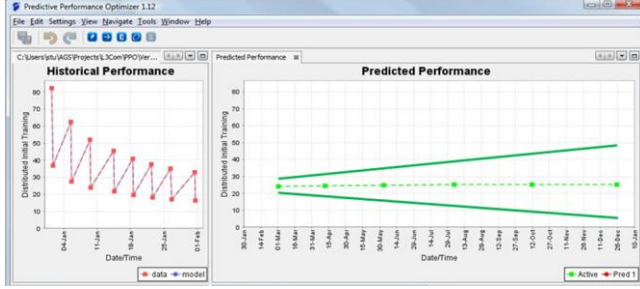 Predictive Performance Optimizer 1.12
File Edit Settings View Navigate Tools Window Help
C:\Users\stu\AGS\Projects\L3Com\PPO\Ver...
Predicted Performance
Historical Performance
Predicted Performance
Distributed Initial Training
80
70
60
50
40
30
20
10
0
04-Jan
11-Jan
18-Jan
25-Jan
01-Feb
Date/Time
data model
Distributed Initial Training
80
70
60
50
40
30
20
10
0
30-Jan
14-Feb
01-Mar
16-Mar
31-Mar
15-Apr
30-Apr
15-May
30-May
14-Jun
29-Jun
14-Jul
29-Jul
13-Aug
28-Aug
12-Sep
27-Sep
12-Oct
27-Oct
11-Nov
26-Nov
11-Dec
26-Dec
10-Jan
Date/Time
Active Pred 1